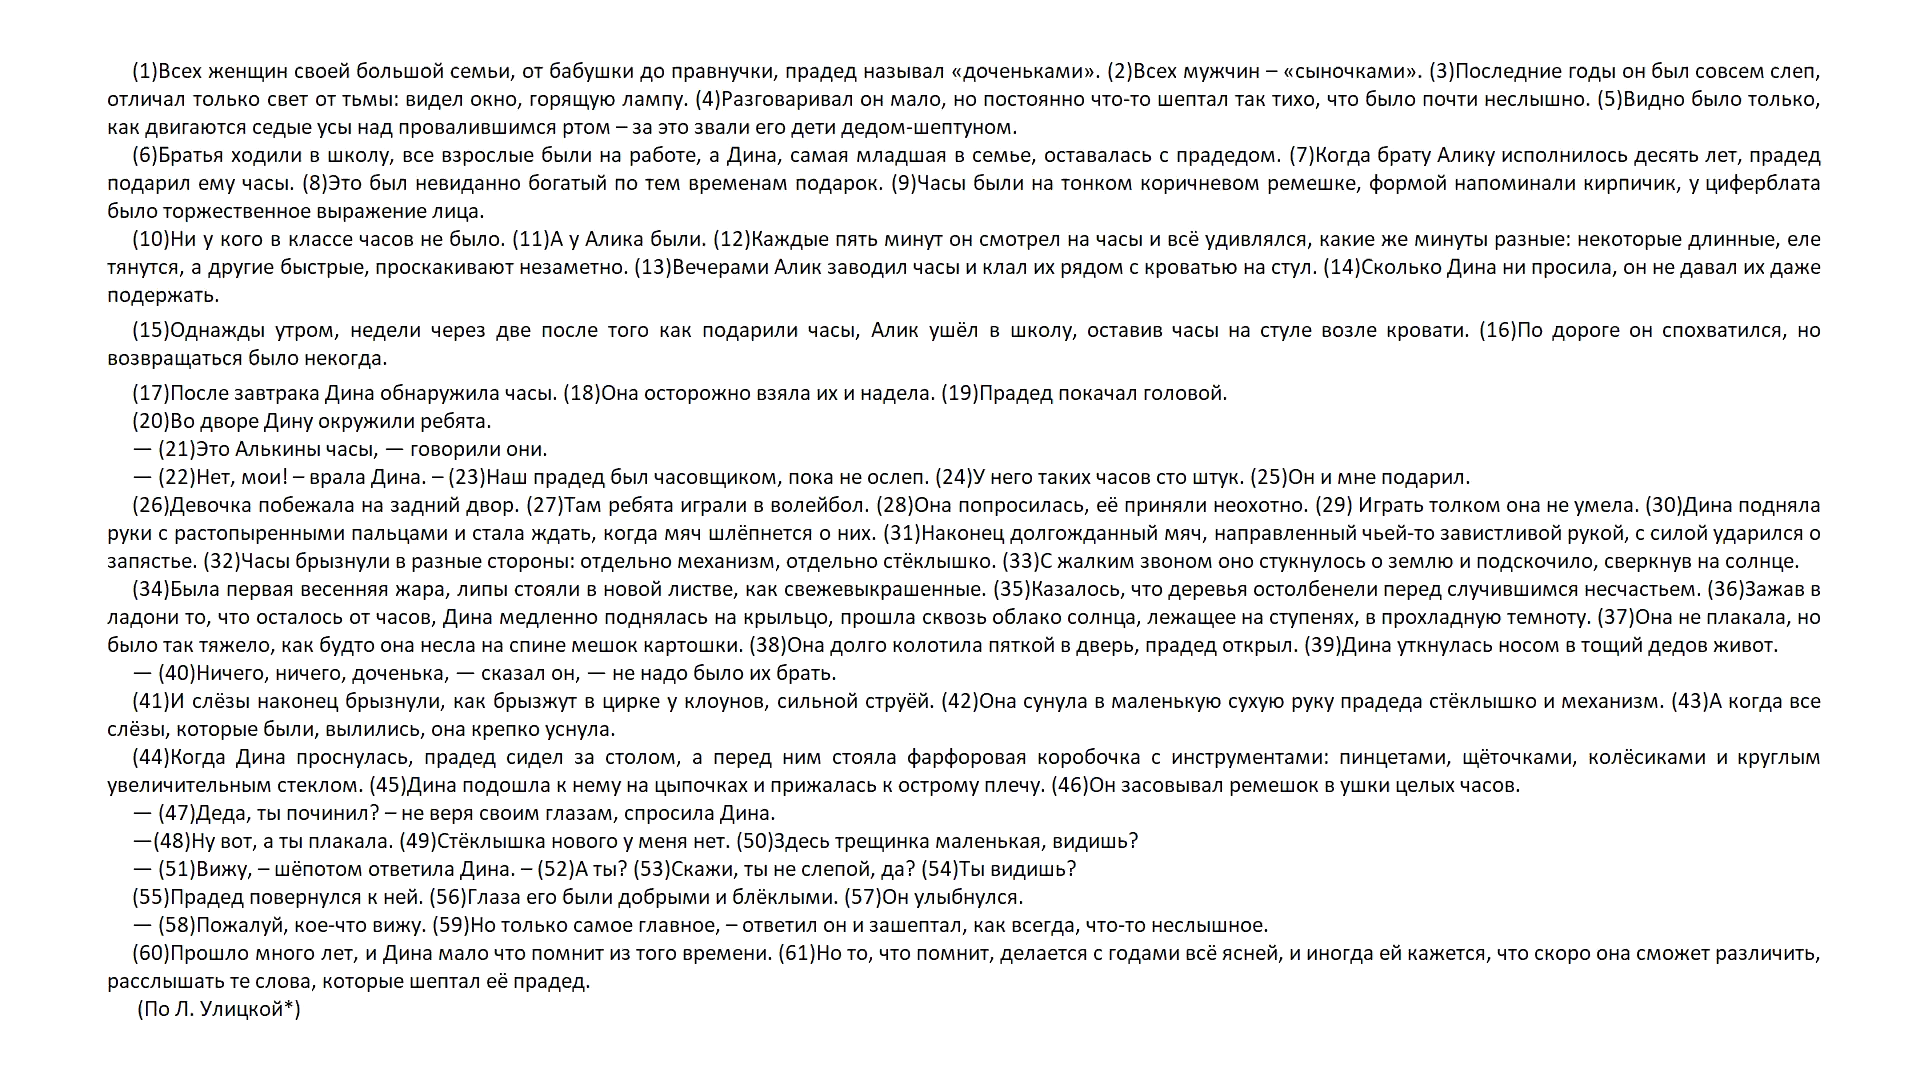 (1)Всех женщин своей большой семьи, от бабушки до правнучки, прадед называл «доченьками». (2)Всех мужчин – «сыночками». (3)Последние годы он был совсем слеп,
отличал только свет от тьмы: видел окно, горящую лампу. (4)Разговаривал он мало, но постоянно что-то шептал так тихо, что было почти неслышно. (5)Видно было только,
как двигаются седые усы над провалившимся ртом – за это звали его дети дедом-шептуном.
(6)Братья ходили в школу, все взрослые были на работе, а Дина, самая младшая в семье, оставалась с прадедом. (7)Когда брату Алику исполнилось десять лет, прадед
подарил ему часы. (8)Это был невиданно богатый по тем временам подарок. (9)Часы были на тонком коричневом ремешке, формой напоминали кирпичик, у циферблата
было торжественное выражение лица.
(10)Ни у кого в классе часов не было. (11)А у Алика были. (12)Каждые пять минут он смотрел на часы и всё удивлялся, какие же минуты разные: некоторые длинные, еле
тянутся, а другие быстрые, проскакивают незаметно. (13)Вечерами Алик заводил часы и клал их рядом с кроватью на стул. (14)Сколько Дина ни просила, он не давал их даже
подержать.
(15)Однажды утром, недели через две после того как подарили часы, Алик ушёл в школу, оставив часы на стуле возле кровати. (16)По дороге он спохватился, но
возвращаться было некогда.
(17)После завтрака Дина обнаружила часы. (18)Она осторожно взяла их и надела. (19)Прадед покачал головой.
(20)Во дворе Дину окружили ребята.
— (21)Это Алькины часы, — говорили они.
— (22)Нет, мои! – врала Дина. – (23)Наш прадед был часовщиком, пока не ослеп. (24)У него таких часов сто штук. (25)Он и мне подарил.
(26)Девочка побежала на задний двор. (27)Там ребята играли в волейбол. (28)Она попросилась, её приняли неохотно. (29) Играть толком она не умела. (30)Дина подняла
руки с растопыренными пальцами и стала ждать, когда мяч шлёпнется о них. (31)Наконец долгожданный мяч, направленный чьей-то завистливой рукой, с силой ударился о
запястье. (32)Часы брызнули в разные стороны: отдельно механизм, отдельно стёклышко. (33)С жалким звоном оно стукнулось о землю и подскочило, сверкнув на солнце.
(34)Была первая весенняя жара, липы стояли в новой листве, как свежевыкрашенные. (35)Казалось, что деревья остолбенели перед случившимся несчастьем. (36)Зажав в
ладони то, что осталось от часов, Дина медленно поднялась на крыльцо, прошла сквозь облако солнца, лежащее на ступенях, в прохладную темноту. (37)Она не плакала, но
было так тяжело, как будто она несла на спине мешок картошки. (38)Она долго колотила пяткой в дверь, прадед открыл. (39)Дина уткнулась носом в тощий дедов живот.
— (40)Ничего, ничего, доченька, — сказал он, — не надо было их брать.
(41)И слёзы наконец брызнули, как брызжут в цирке у клоунов, сильной струёй. (42)Она сунула в маленькую сухую руку прадеда стёклышко и механизм. (43)А когда все
слёзы, которые были, вылились, она крепко уснула.
(44)Когда Дина проснулась, прадед сидел за столом, а перед ним стояла фарфоровая коробочка с инструментами: пинцетами, щёточками, колёсиками и круглым
увеличительным стеклом. (45)Дина подошла к нему на цыпочках и прижалась к острому плечу. (46)Он засовывал ремешок в ушки целых часов.
— (47)Деда, ты починил? – не веря своим глазам, спросила Дина.
—(48)Ну вот, а ты плакала. (49)Стёклышка нового у меня нет. (50)Здесь трещинка маленькая, видишь?
— (51)Вижу, – шёпотом ответила Дина. – (52)А ты? (53)Скажи, ты не слепой, да? (54)Ты видишь?
(55)Прадед повернулся к ней. (56)Глаза его были добрыми и блёклыми. (57)Он улыбнулся.
— (58)Пожалуй, кое-что вижу. (59)Но только самое главное, – ответил он и зашептал, как всегда, что-то неслышное.
(60)Прошло много лет, и Дина мало что помнит из того времени. (61)Но то, что помнит, делается с годами всё ясней, и иногда ей кажется, что скоро она сможет различить,
расслышать те слова, которые шептал её прадед.
(По Л. Улицкой*)